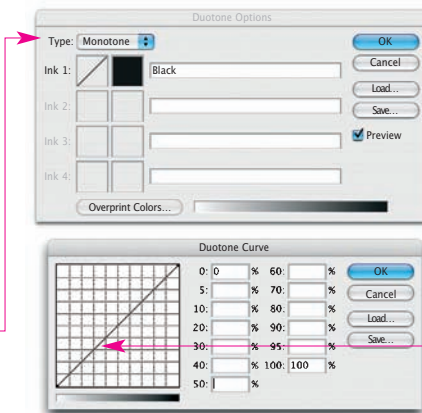 Duotone Options
Type: Monotone OK
Ink 1: Black Cancel
Load...
Ink 2: Save...
Preview
Ink 3:
Ink 4:
Overprint Colors...
Duotone Curve
0: 0 % 60: % OK
5: % 70: % Cancel
10: % 80: % Load...
20: % 90: % Save...
30: % 95: %
40: % 100: 100 %
50: %